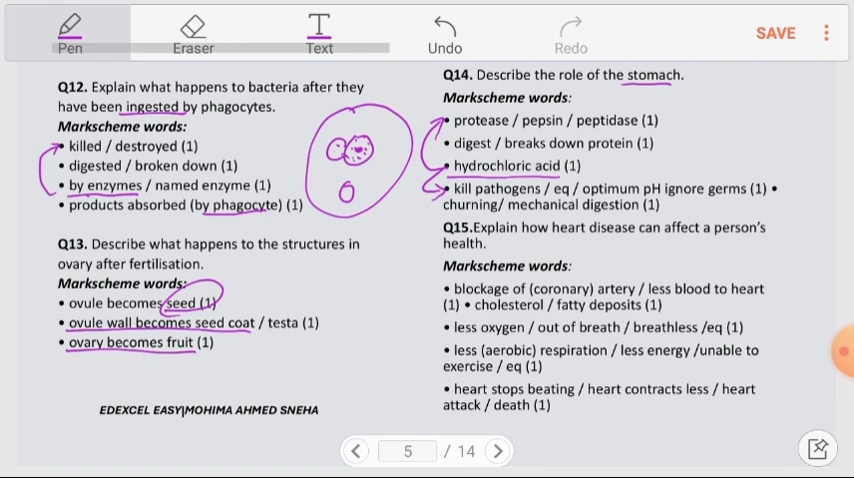 Pen
Eraser
Text
Undo
Redo
SAVE
Q12. Explain what happens to bacteria after they
have been ingested by phagocytes.
Markscheme words:
• killed / destroyed (1)
• digested / broken down (1)
• by enzymes / named enzyme (1)
• products absorbed (by phagocyte) (1)
Q13. Describe what happens to the structures in
ovary after fertilisation.
Markscheme words:
• ovule becomes seed (1)
• ovule wall becomes seed coat / testa (1)
• ovary becomes fruit (1)
EDEXCEL EASY|MOHIMA AHMED SNEHA
Q14. Describe the role of the stomach.
Markscheme words:
• protease / pepsin / peptidase (1)
• digest / breaks down protein (1)
• hydrochloric acid (1)
• kill pathogens / eq / optimum pH ignore germs (1) •
churning/ mechanical digestion (1)
Q15.Explain how heart disease can affect a person's
health.
Markscheme words:
• blockage of (coronary) artery / less blood to heart
(1) • cholesterol / fatty deposits (1)
• less oxygen / out of breath / breathless /eq (1)
• less (aerobic) respiration / less energy /unable to
exercise / eq (1)
• heart stops beating / heart contracts less / heart
attack / death (1)
5 / 14